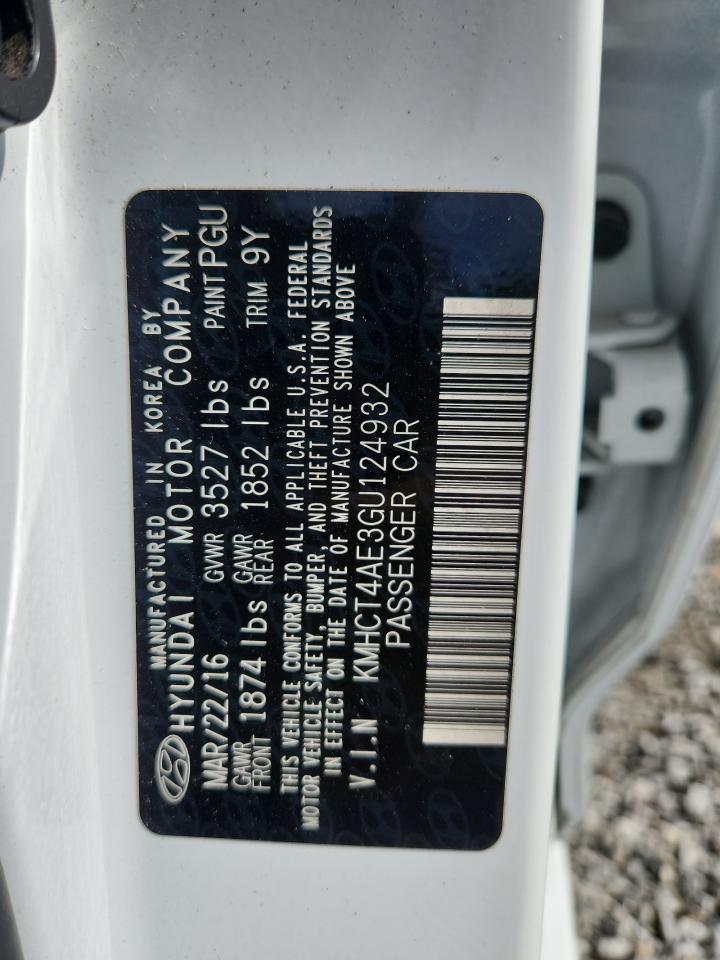 MANUFACTURED IN KOREA BY
HYUNDAI MOTOR COMPANY
MAR/22/16 GVWR 3527 lbs PAINT PGU
GAWR FRONT 1874 lbs GAWR REAR 1852 lbs TRIM 9Y
THIS VEHICLE CONFORMS TO ALL APPLICABLE U.S.A. FEDERAL
MOTOR VEHICLE SAFETY, BUMPER, AND THEFT PREVENTION STANDARDS
IN EFFECT ON THE DATE OF MANUFACTURE SHOWN ABOVE
V.I.N KMHCT4AE3GU124932
PASSENGER CAR